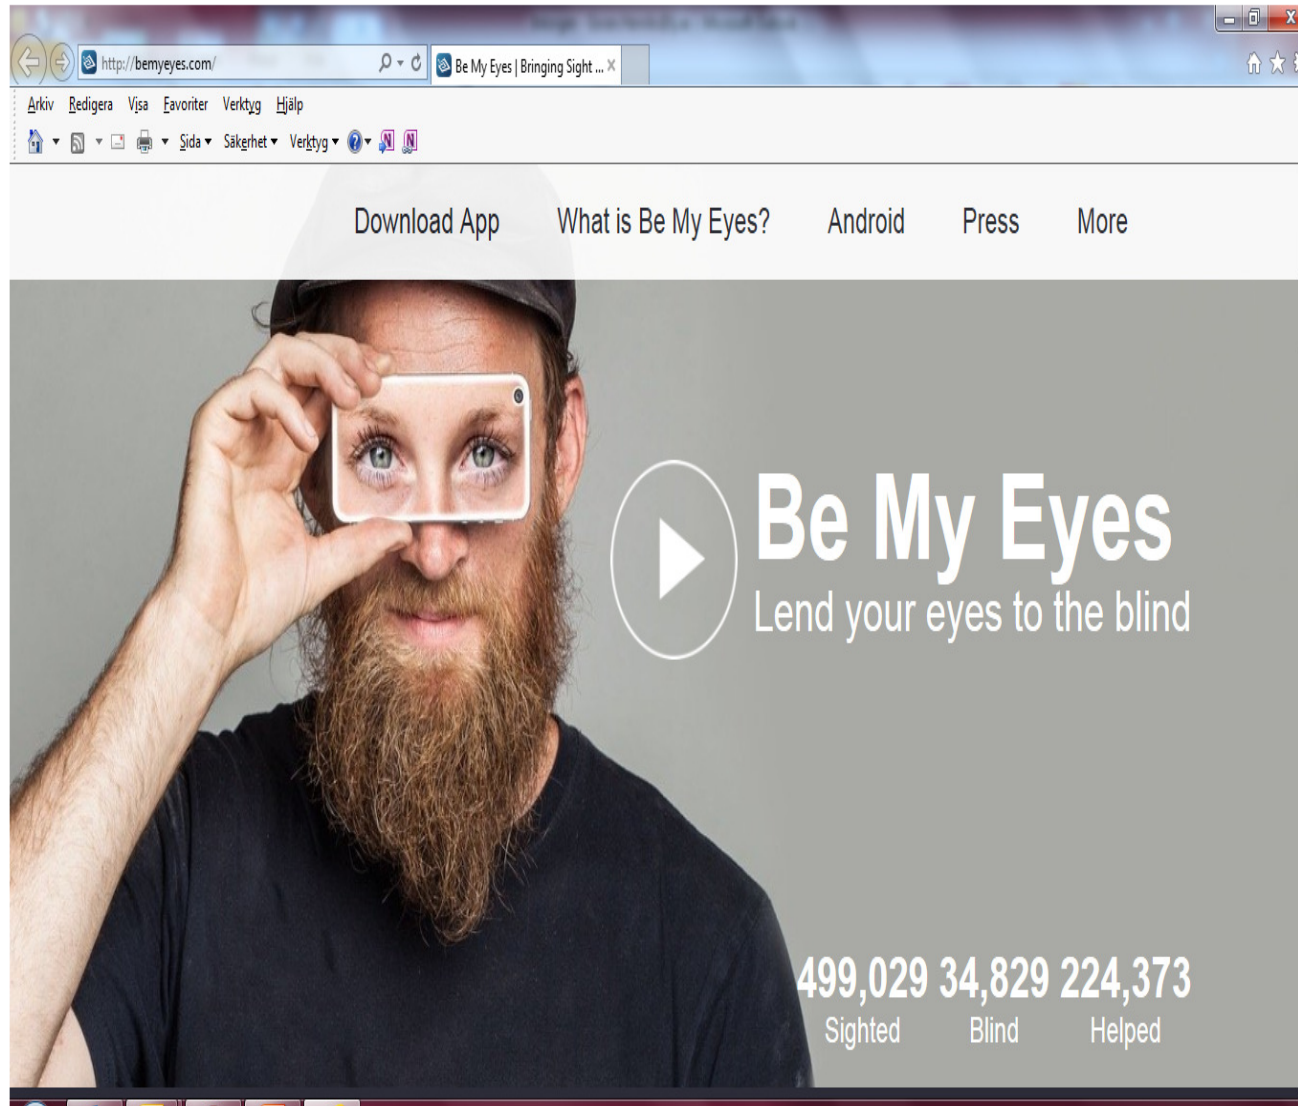 http://bemyeyes.com/
Be My Eyes | Bringing Sight ...
Arkiv Redigera Visa Favoriter Verktyg Hjälp
Sida Säkerhet Verktyg
Download App What is Be My Eyes? Android Press More
Be My Eyes
Lend your eyes to the blind
499,029 34,829 224,373
Sighted Blind Helped